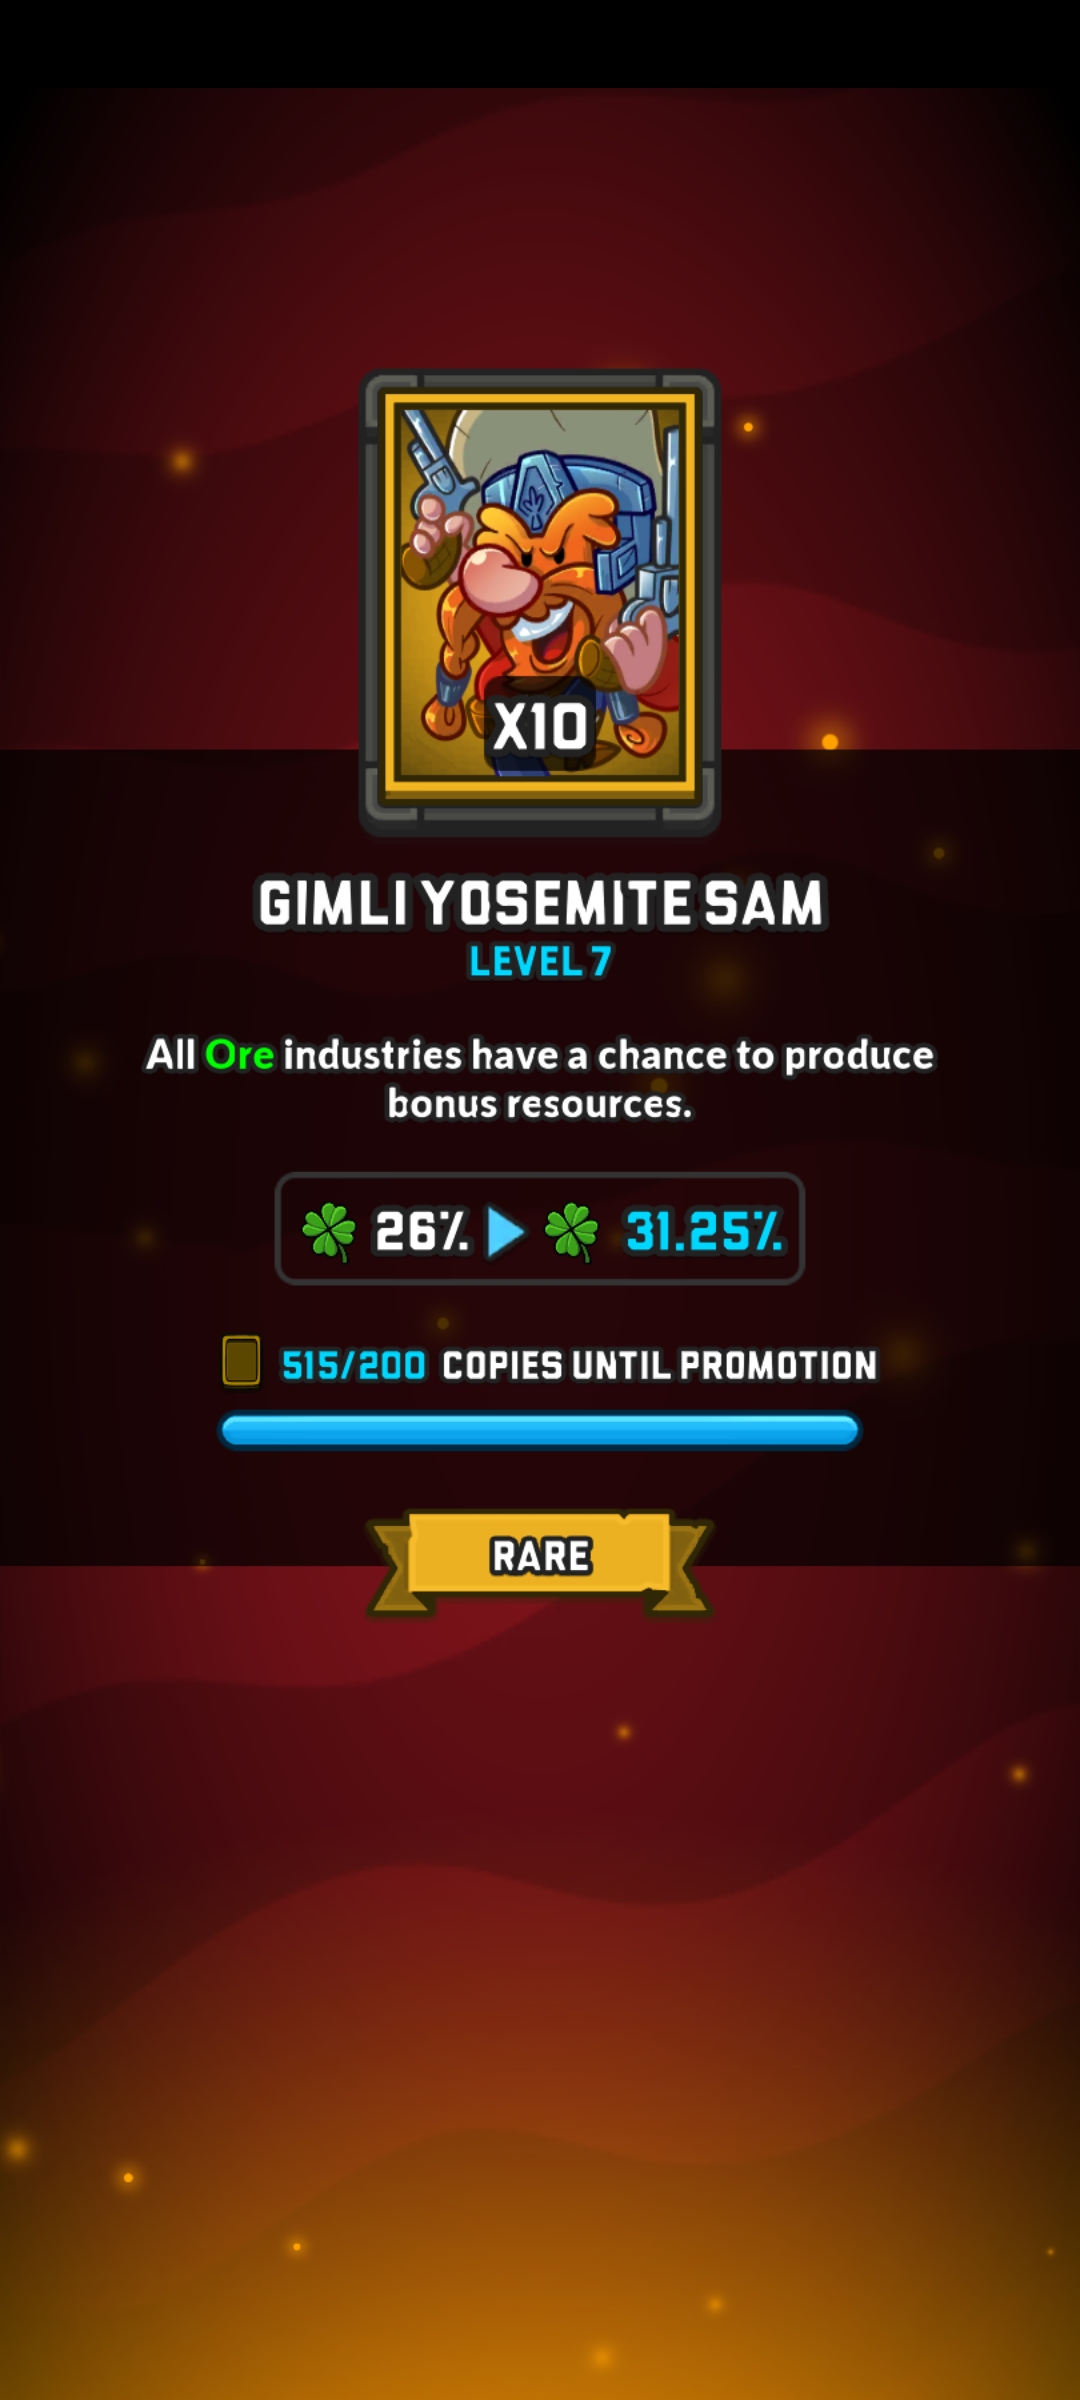 X10
GIMLI YOSEMITE SAM
LEVEL 7
All Ore industries have a chance to produce
bonus resources.
26% 31.25%
515/200 COPIES UNTIL PROMOTION
RARE